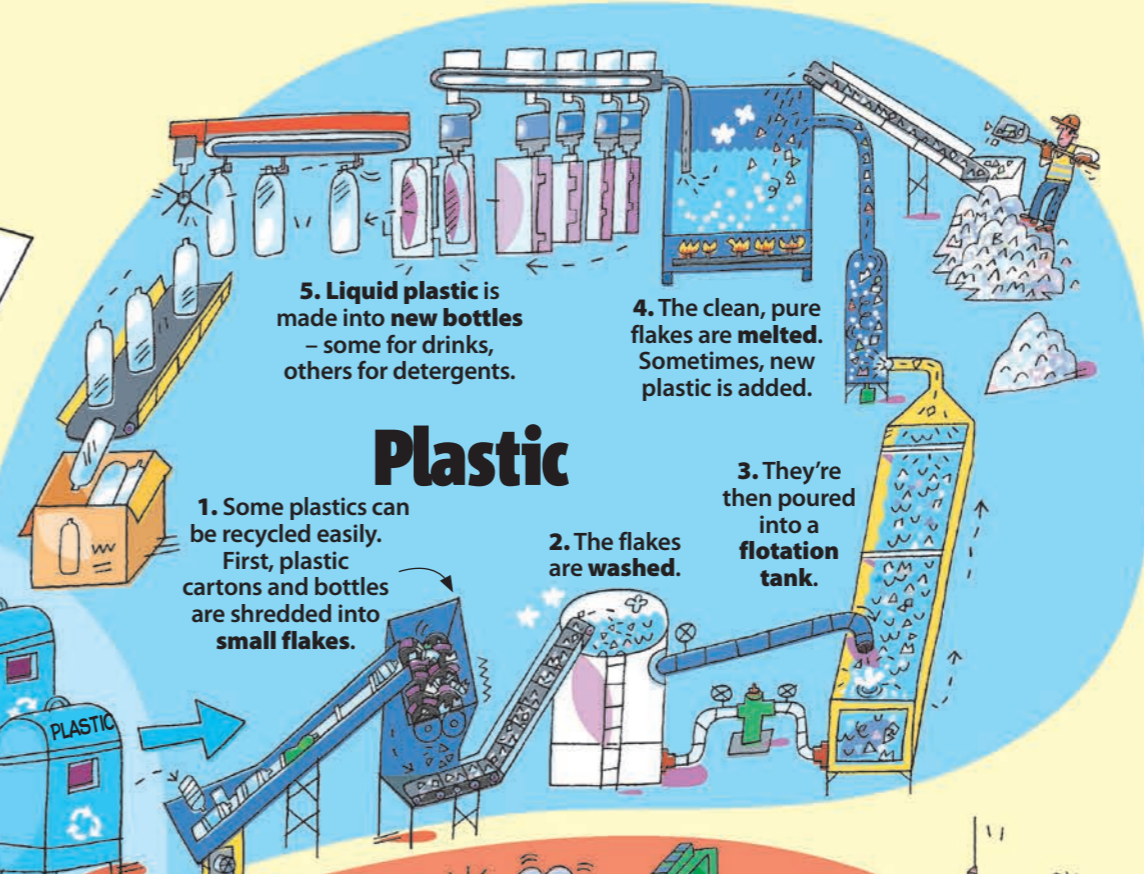 Plastic
1. Some plastics can
be recycled easily.
First, plastic
cartons and bottles
are shredded into
small flakes.
2. The flakes
are washed.
3. They're
then poured
into a
flotation
tank.
4. The clean, pure
flakes are melted.
Sometimes, new
plastic is added.
5. Liquid plastic is
made into new bottles
– some for drinks,
others for detergents.
PLASTIC